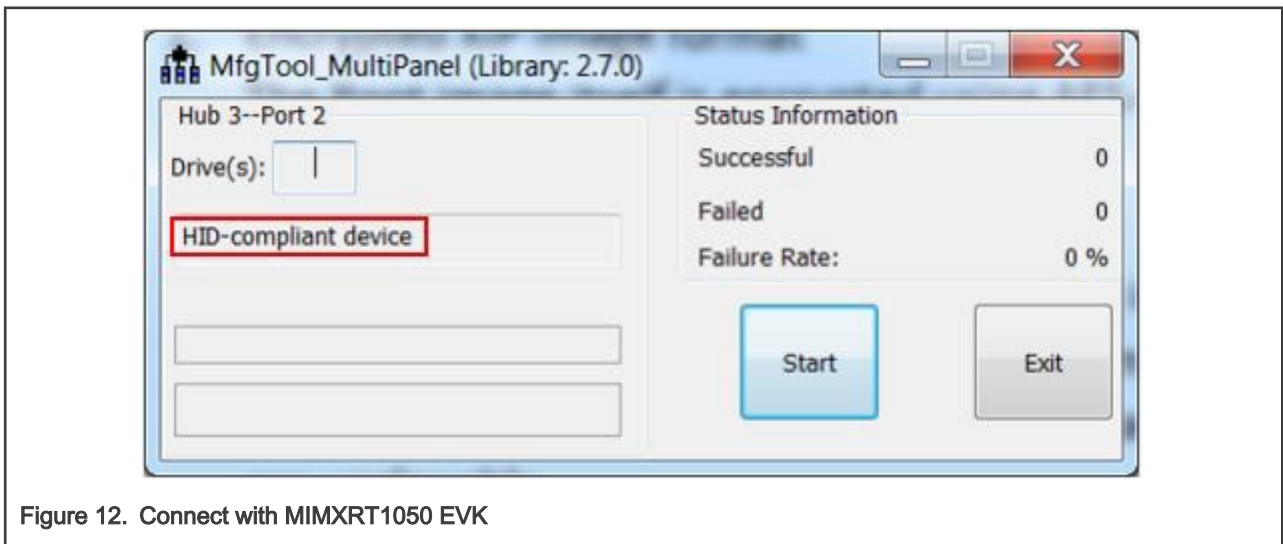 MfgTool_MultiPanel (Library: 2.7.0)
Hub 3--Port 2
Drive(s):
HID-compliant device
Status Information
Successful 0
Failed 0
Failure Rate: 0 %
Start
Exit
Figure 12. Connect with MIMXRT1050 EVK